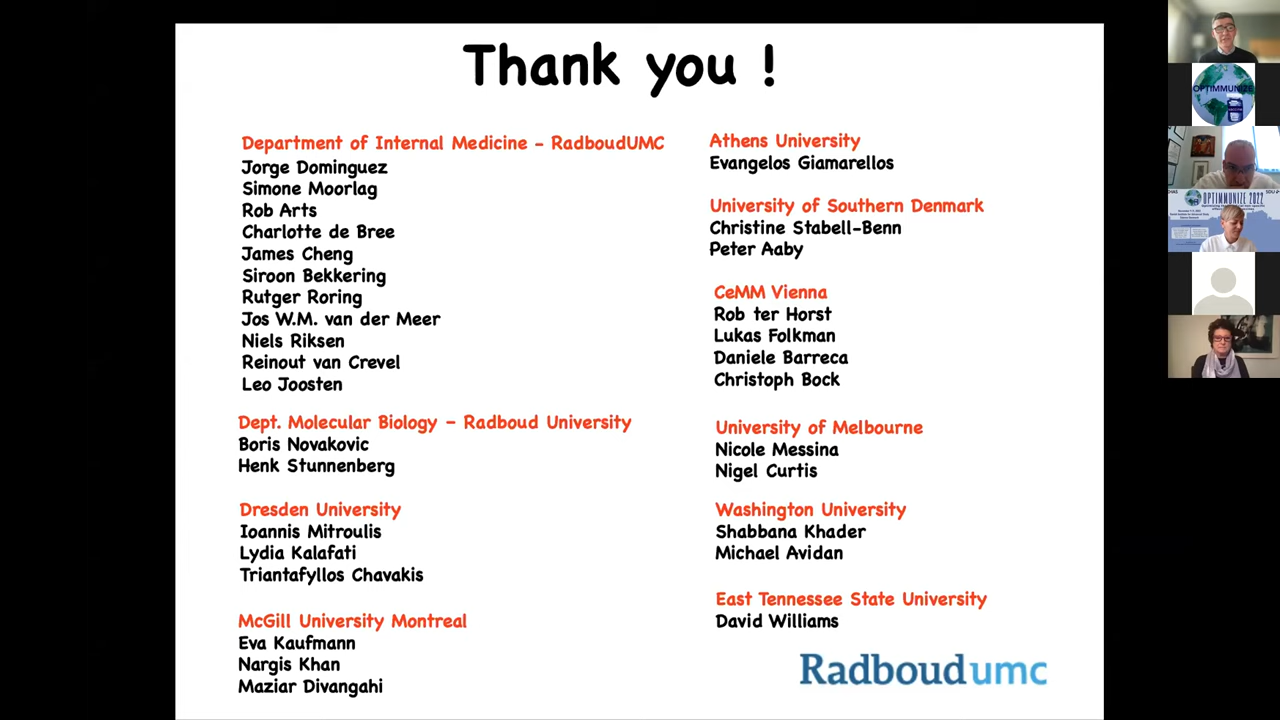 Thank you !
Department of Internal Medicine - RadboudUMC
Jorge Dominguez
Simone Moorlag
Rob Arts
Charlotte de Bree
James Cheng
Siroon Bekkering
Rutger Roring
Jos W.M. van der Meer
Niels Riksen
Reinout van Crevel
Leo Joosten
Dept. Molecular Biology - Radboud University
Boris Novakovic
Henk Stunnenberg
Dresden University
Ioannis Mitroulis
Lydia Kalafati
Triantafyllos Chavakis
McGill University Montreal
Eva Kaufmann
Nargis Khan
Maziar Divangahi
Athens University
Evangelos Giamarellos
University of Southern Denmark
Christine Stabell-Benn
Peter Aaby
CeMM Vienna
Rob ter Horst
Lukas Folkman
Daniele Barreca
Christoph Bock
University of Melbourne
Nicole Messina
Nigel Curtis
Washington University
Shabbana Khader
Michael Avidan
East Tennessee State University
David Williams
Radboudumc
OPTIMMUNIZE
OPTIMMUNIZE 2022